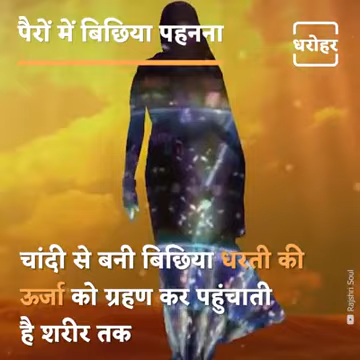 पैरों में बिछिया पहनना
धरोहर
चांदी से बनी बिछिया धरती की
ऊर्जा को ग्रहण कर पहुंचाती
है शरीर तक
Rajshri Soul